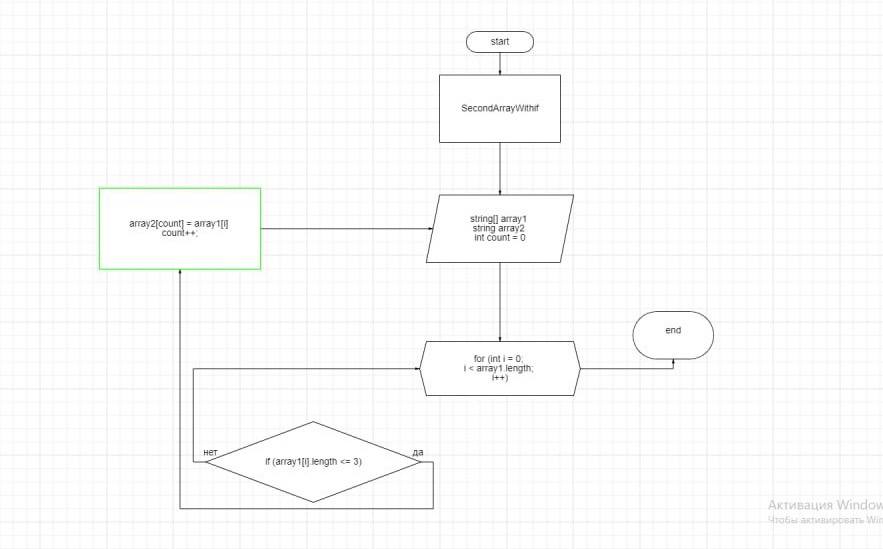 start
SecondArrayWithif
array2[count] = array1[i]
count++;
string[] array1
string array2
int count = 0
end
for (int i = 0;
i < array1.length;
i++)
нет
if (array1[i].length <= 3)
да
Активация Window
Чтобы активировать Win